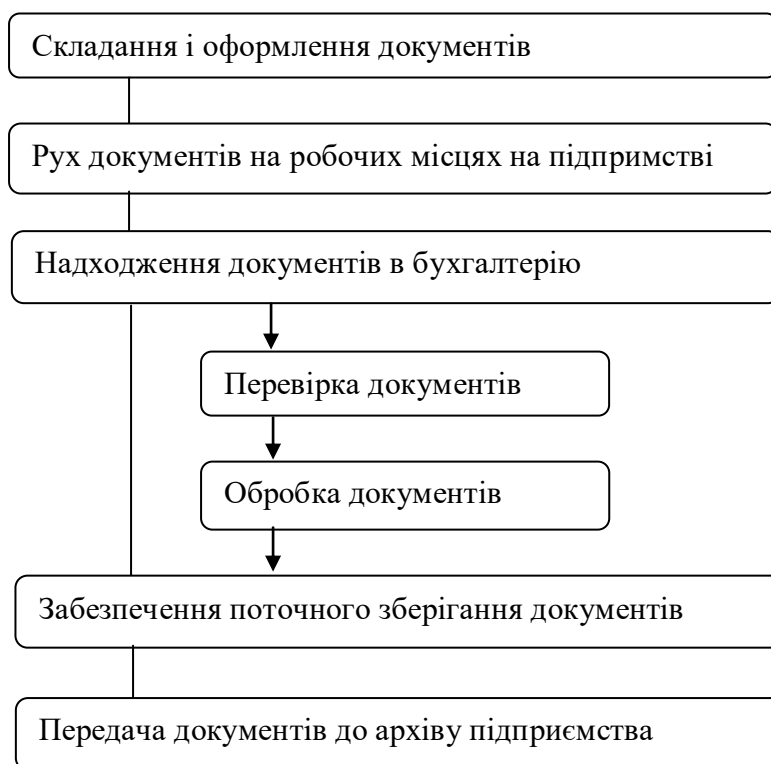 Складання і оформлення документів
Рух документів на робочих місцях на підпримстві
Надходження документів в бухгалтерію
Перевірка документів
Обробка документів
Забезпечення поточного зберігання документів
Передача документів до архіву підприємства